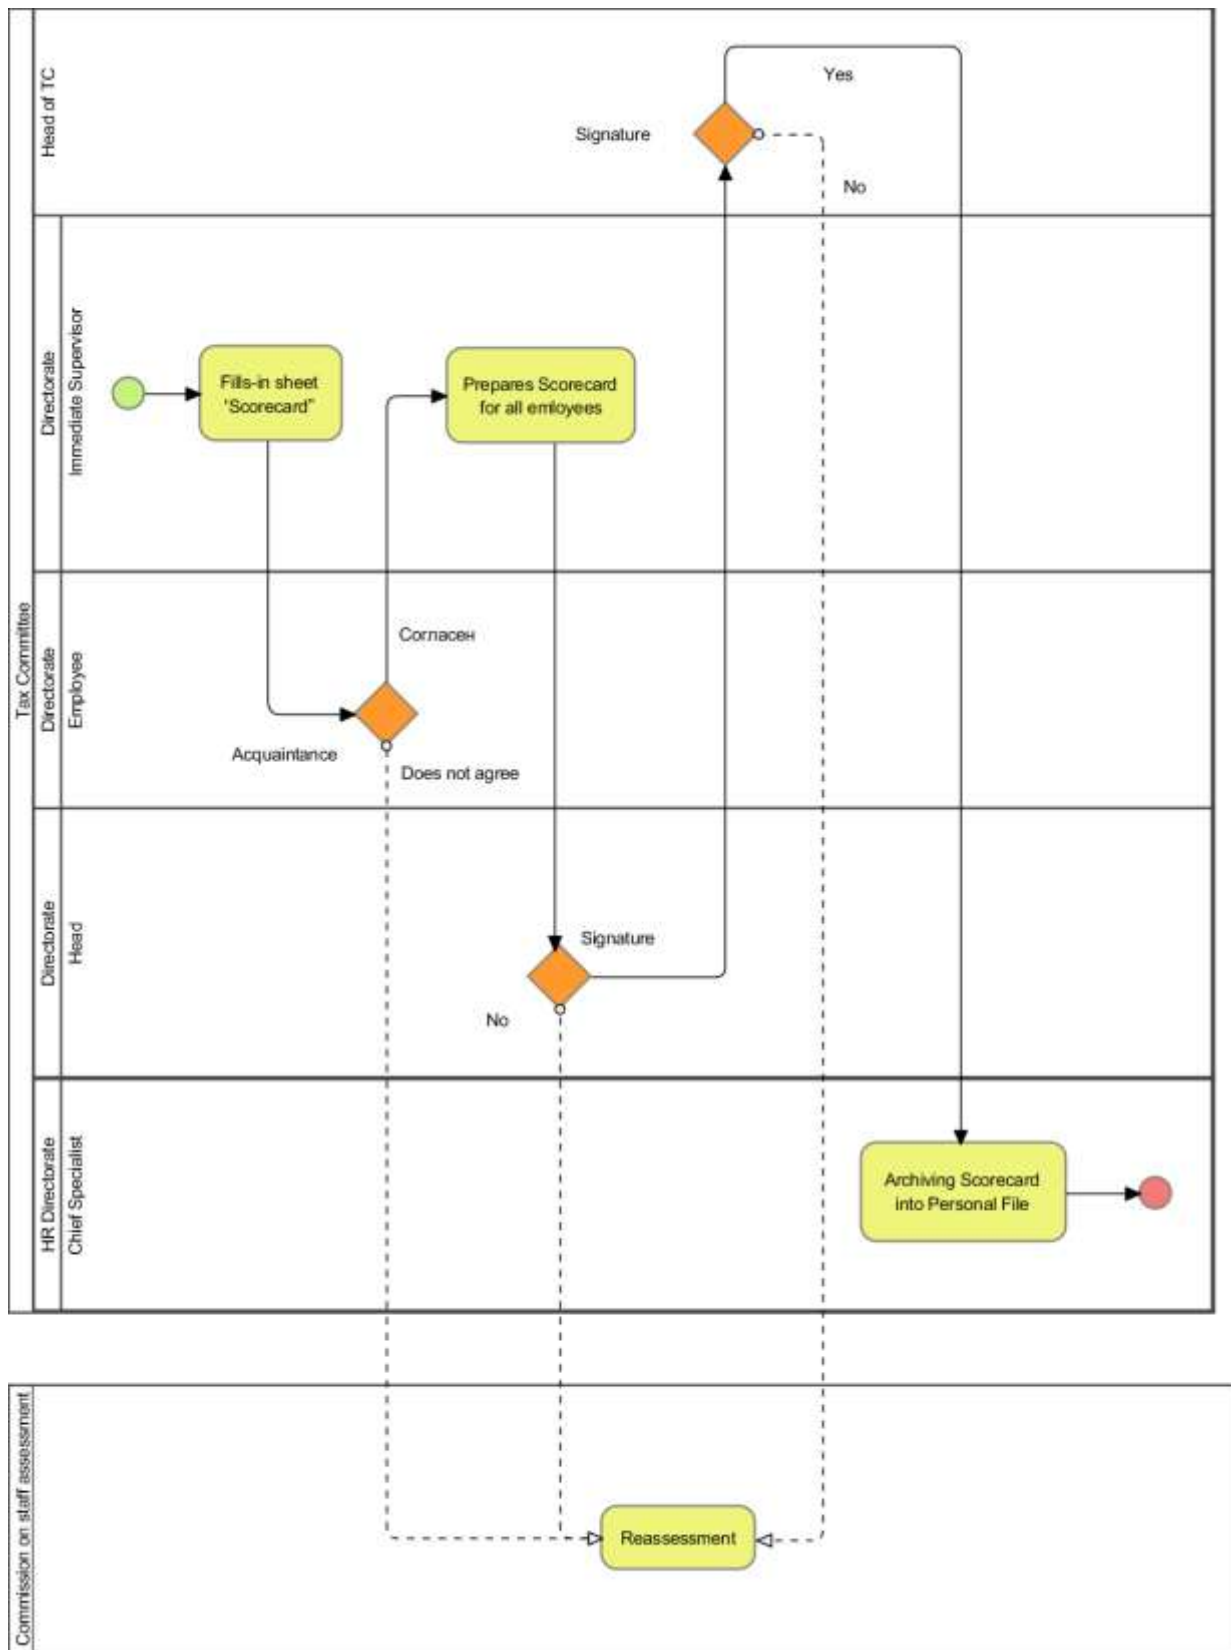 Tax Committee
Head of TC
Signature
Yes
No
Directorate
Immediate Supervisor
Fills-in sheet
"Scorecard"
Prepares Scorecard
for all emloyees
Directorate
Employee
Согласен
Acquaintance
Does not agree
Directorate
Head
Signature
No
HR Directorate
Chief Specialist
Archiving Scorecard
into Personal File
Commission on staff assessment
Reassessment